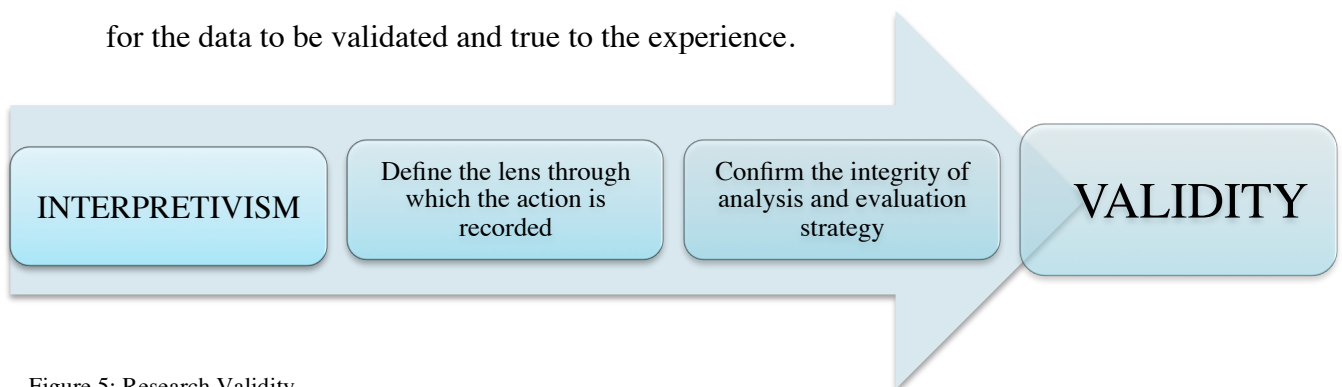 for the data to be validated and true to the experience.
INTERPRETIVISM
Define the lens through
which the action is
recorded
Confirm the integrity of
analysis and evaluation
strategy
VALIDITY
Figure 5: Research Validity